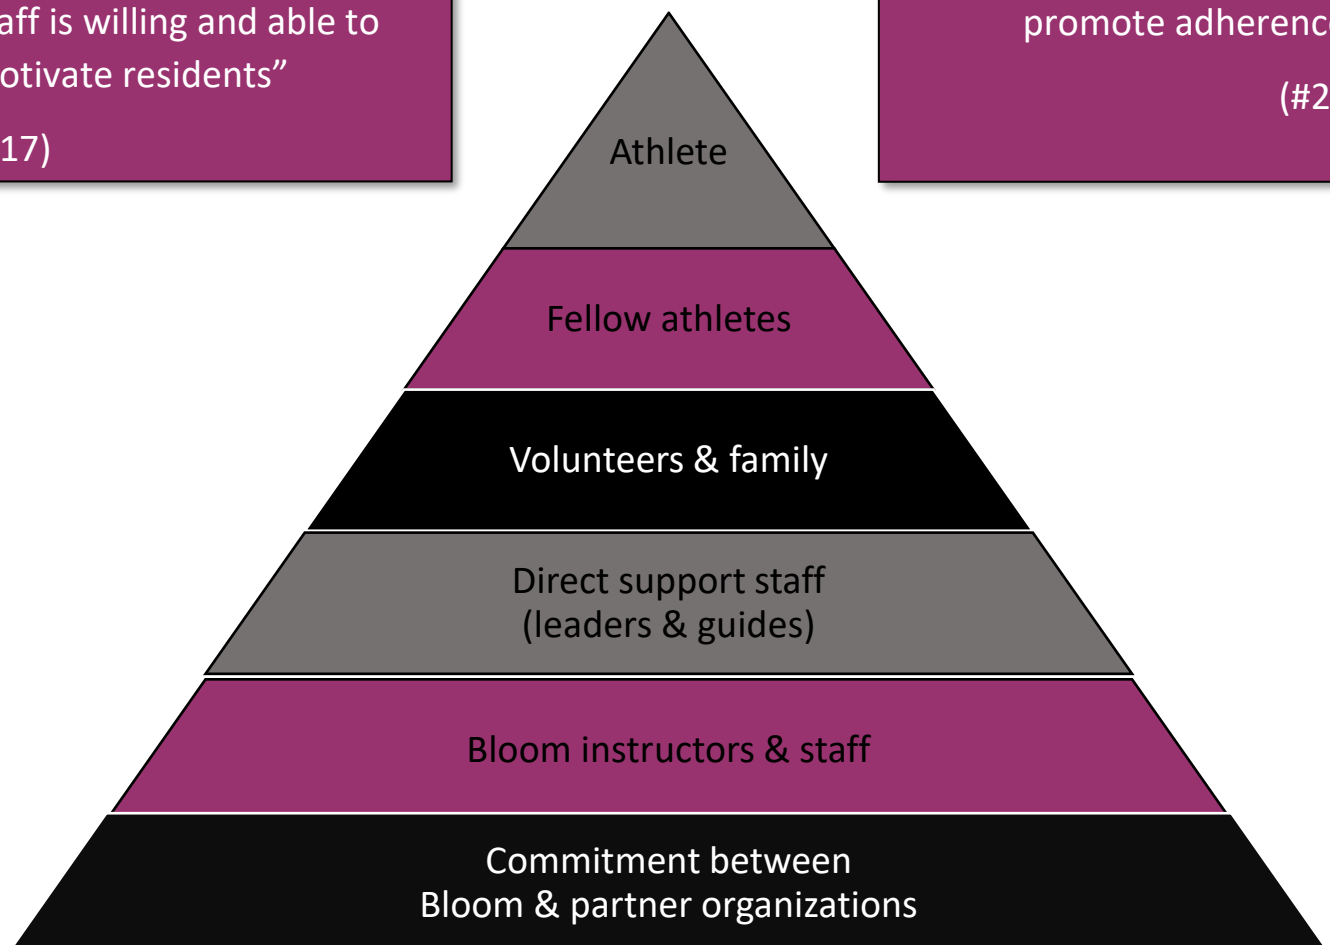 aff is willing and able to
otivate residents”
17)
promote adherence
(#2
Athlete
Fellow athletes
Volunteers & family
Direct support staff
(leaders & guides)
Bloom instructors & staff
Commitment between
Bloom & partner organizations